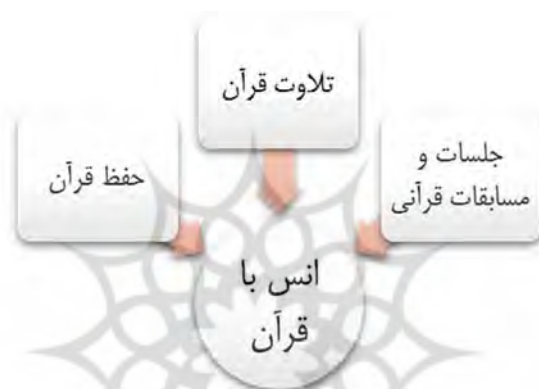 تلاوت قرآن
جلسات و
مسابقات قرآنی
حفظ قرآن
انس با
قرآن